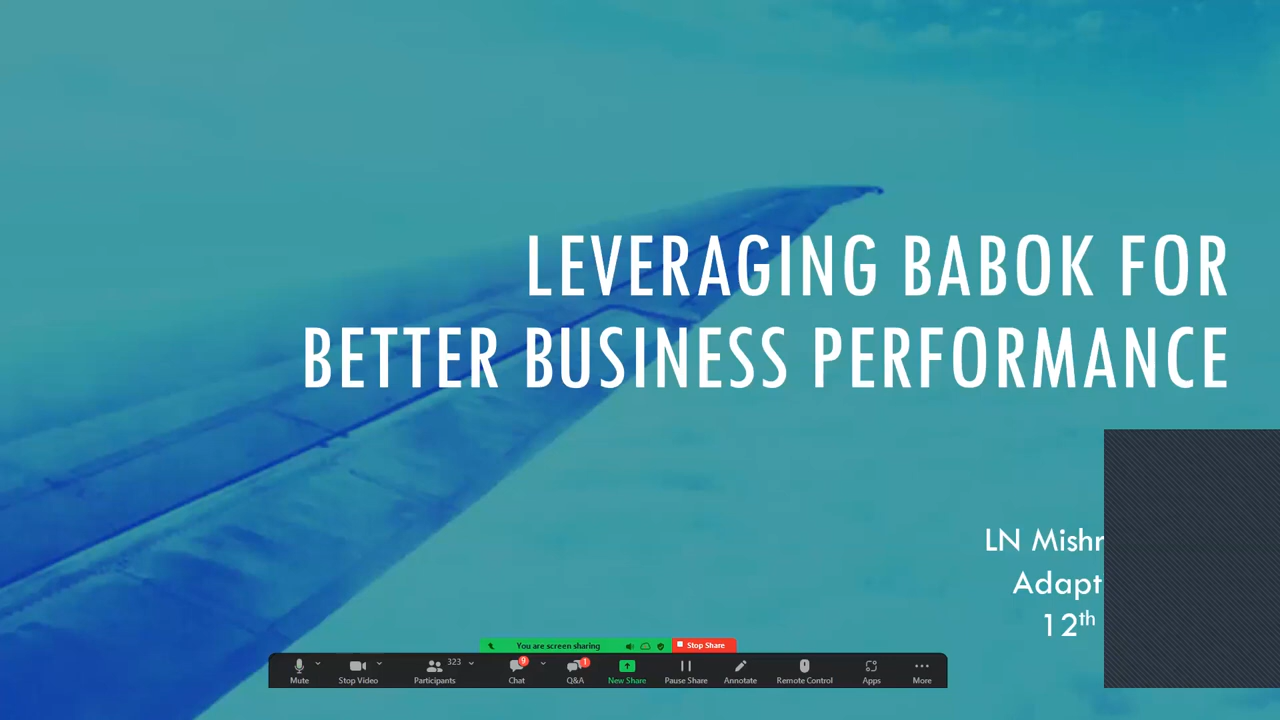 LEVERAGING BABOK FOR
BETTER BUSINESS PERFORMANCE
LN Mishr
Adapt
12th
You are screen sharing
Stop Share
Mute
Stop Video
323
Participants
9
Chat
1
Q&A
New Share
Pause Share
Annotate
Remote Control
Apps
More